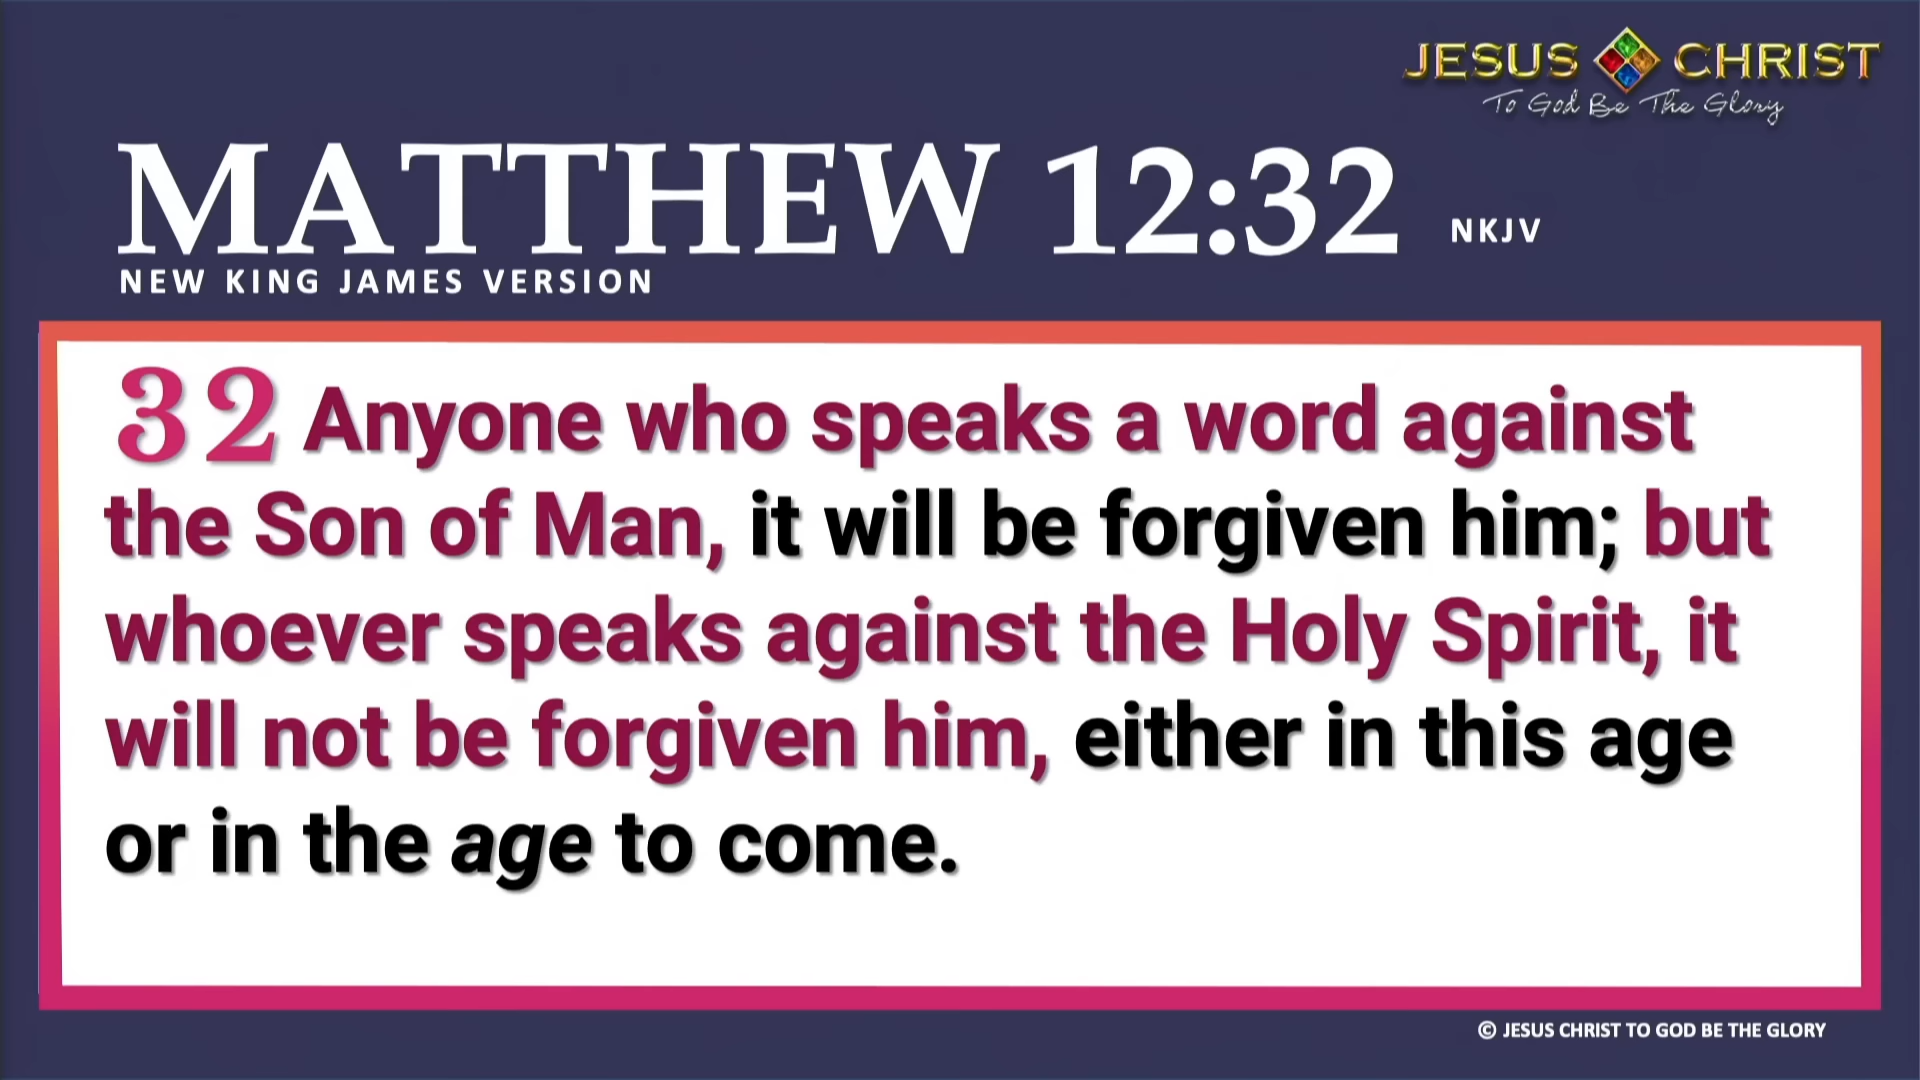 JESUS CHRIST
To God Be The Glory
MATTHEW 12:32 NKJV
NEW KING JAMES VERSION
32 Anyone who speaks a word against
the Son of Man, it will be forgiven him; but
whoever speaks against the Holy Spirit, it
will not be forgiven him, either in this age
or in the age to come.
© JESUS CHRIST TO GOD BE THE GLORY